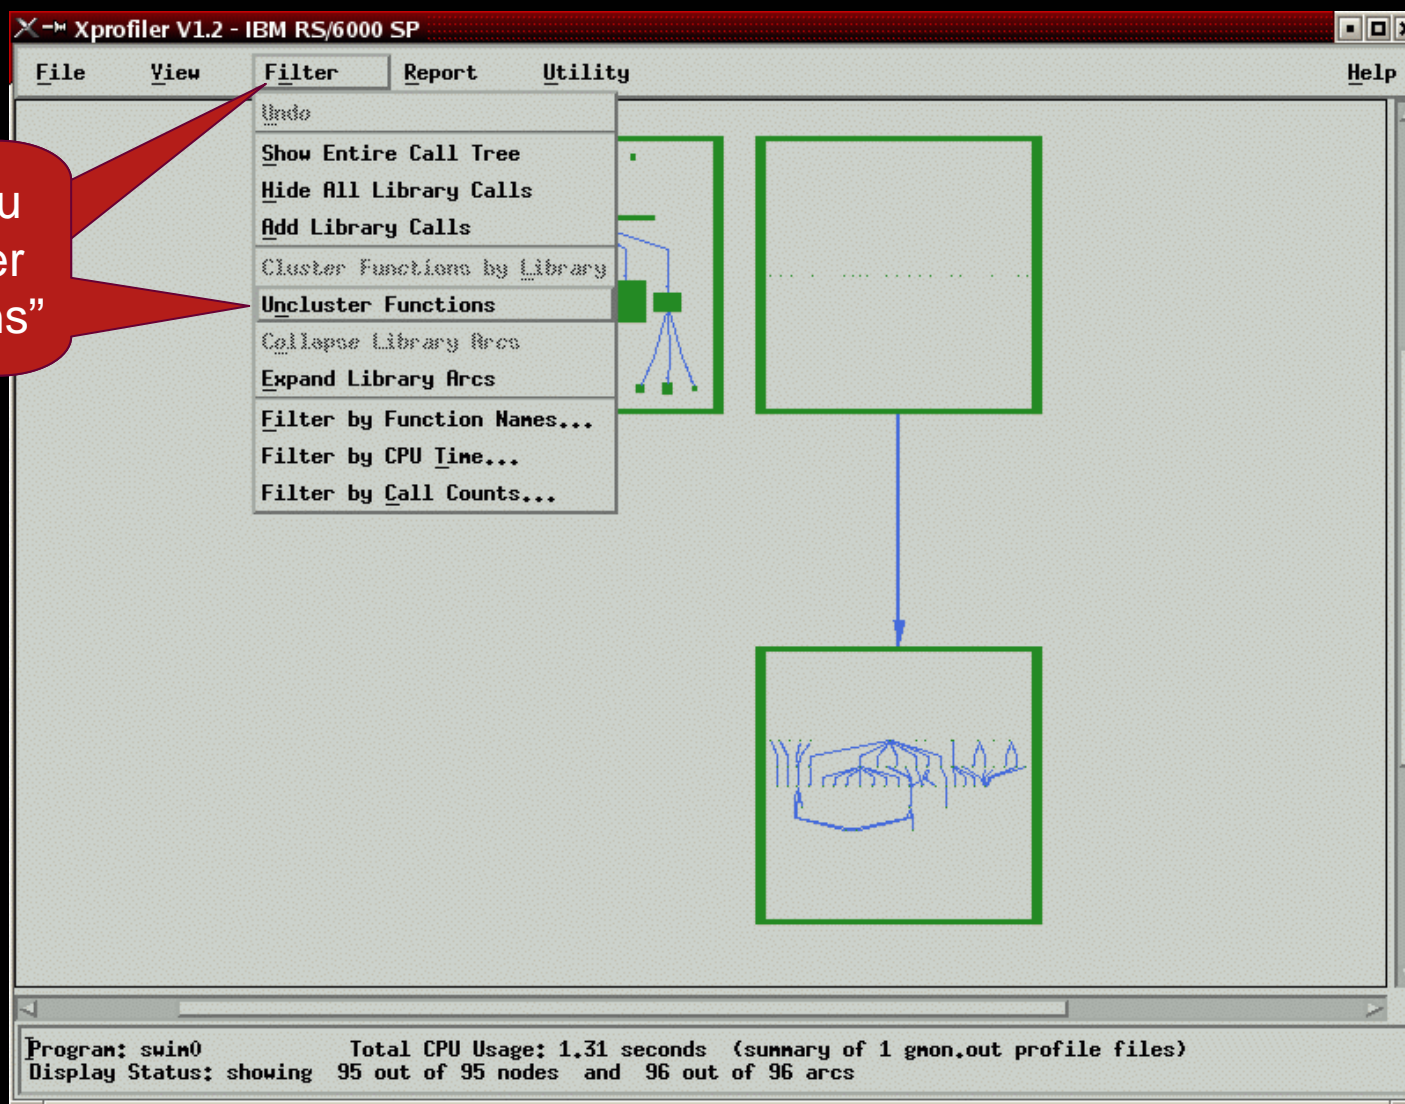 Xprofiler V1.2 - IBM RS/6000 SP
File View Filter Report Utility Help
Undo
Show Entire Call Tree
Hide All Library Calls
Add Library Calls
Cluster Functions by Library
Uncluster Functions
Collapse Library Arcs
Expand Library Arcs
Filter by Function Names...
Filter by CPU Time...
Filter by Call Counts...
u
er
ns”
Program: swim0 Total CPU Usage: 1.31 seconds (summary of 1 gmon.out profile files)
Display Status: showing 95 out of 95 nodes and 96 out of 96 arcs